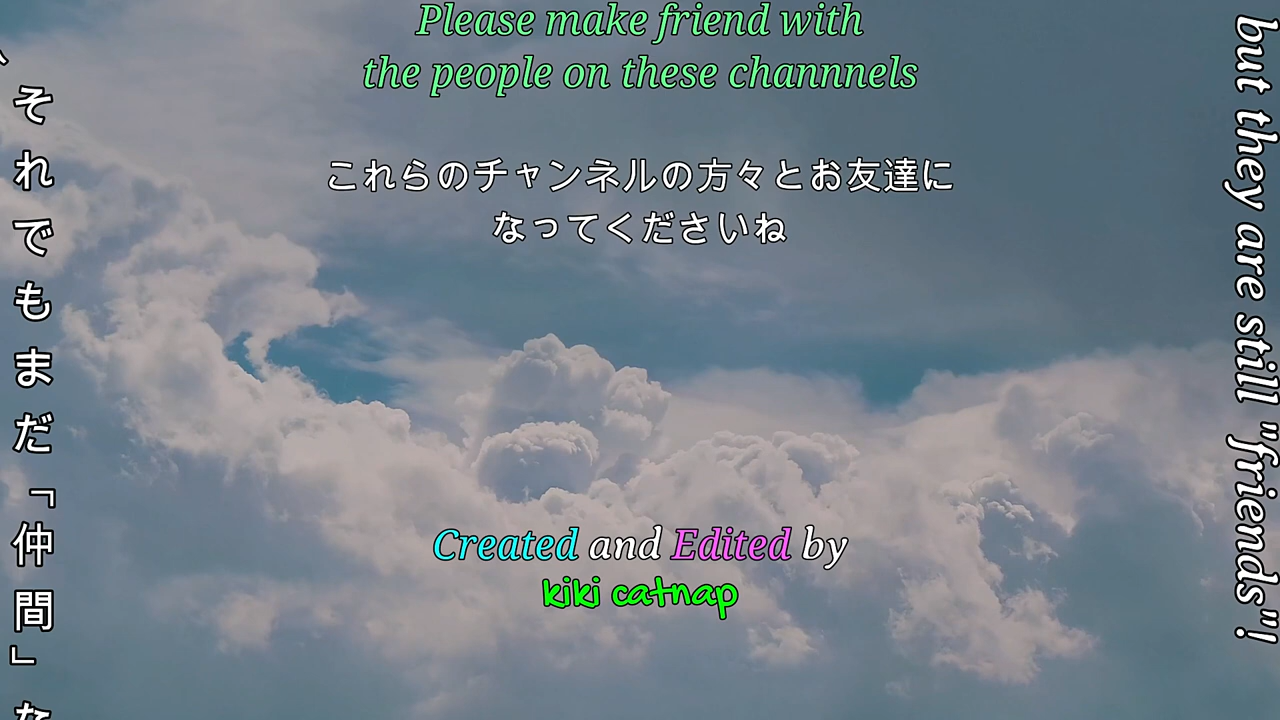 Please make friend with
the people on these channnels
これらのチャンネルの方々とお友達に
なってくださいね
Created and Edited by
kiki catnap
、それでもまだ「仲間」な
but they are still "friends"!